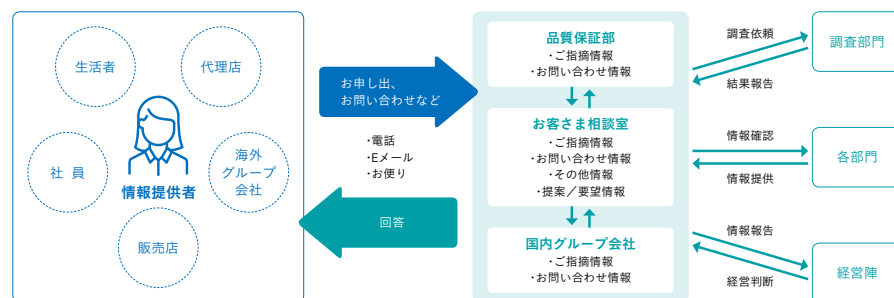 生活者
代理店
社 員
海外
グループ
会社
情報提供者
販売店
お申し出、
お問い合わせなど
・電話
・Eメール
・お便り
回答
品質保証部
・ご指摘情報
・お問い合わせ情報
お客さま相談室
・ご指摘情報
・お問い合わせ情報
・その他情報
・提案／要望情報
国内グループ会社
・ご指摘情報
・お問い合わせ情報
調査依頼
結果報告
調査部門
情報確認
情報提供
各部門
情報報告
経営判断
経営陣